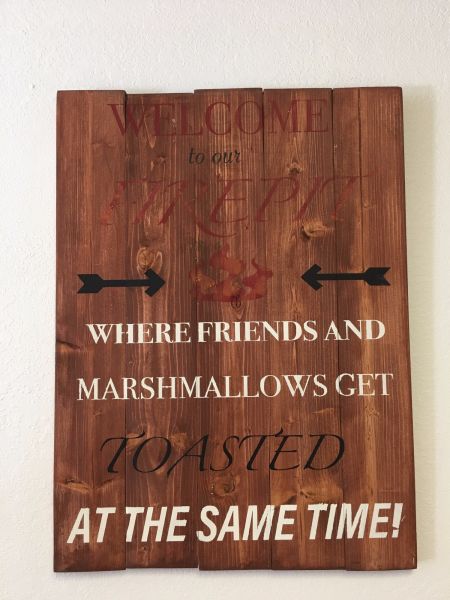 WELCOME
to our
FIREPIT
WHERE FRIENDS AND
MARSHMALLOWS GET
TOASTED
AT THE SAME TIME!